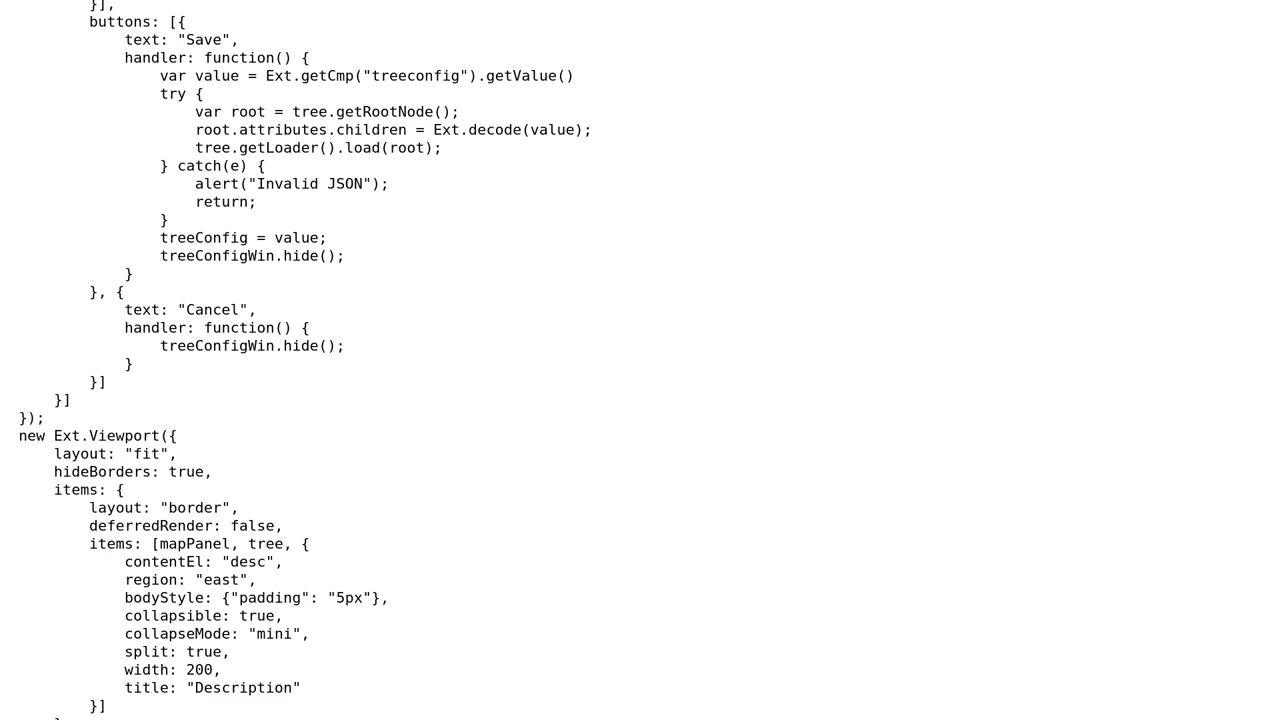 }],
buttons: [{
text: "Save",
handler: function() {
var value = Ext.getCmp("treeconfig").getValue()
try {
var root = tree.getRootNode();
root.attributes.children = Ext.decode(value);
tree.getLoader().load(root);
} catch(e) {
alert("Invalid JSON");
return;
}
treeConfig = value;
treeConfigWin.hide();
}
}, {
text: "Cancel",
handler: function() {
treeConfigWin.hide();
}
}]
}]
});
new Ext.Viewport({
layout: "fit",
hideBorders: true,
items: {
layout: "border",
deferredRender: false,
items: [mapPanel, tree, {
contentEl: "desc",
region: "east",
bodyStyle: {"padding": "5px"},
collapsible: true,
collapseMode: "mini",
split: true,
width: 200,
title: "Description"
}]
}